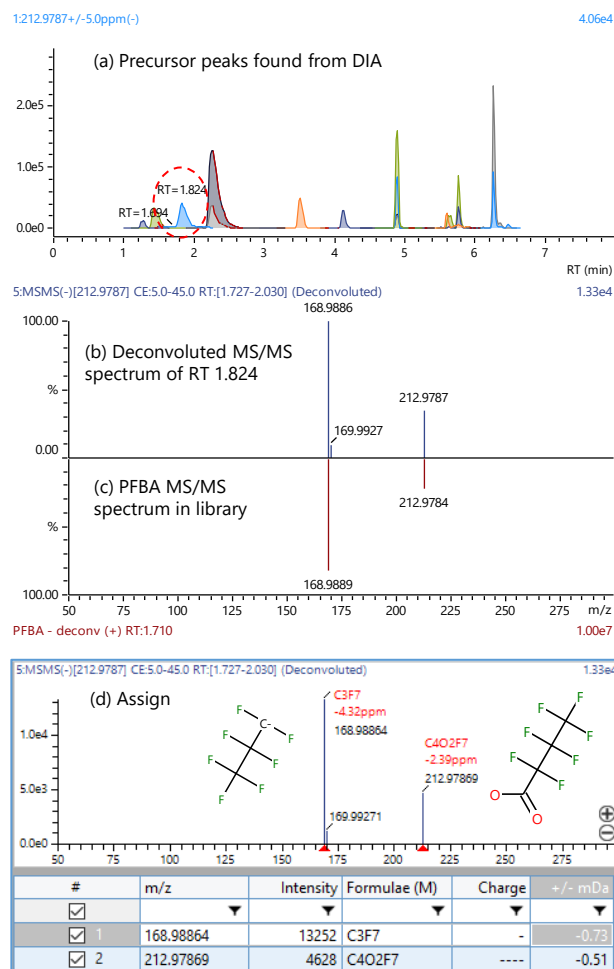 1:212.9787+/-5.0ppm(-) 4.06e4
(a) Precursor peaks found from DIA
2.0e5
1.0e5
0.0e0
RT=1.824
RT=1.694
0 1 2 3 4 5 6 7
RT (min)
5:MSMS(-)[212.9787] CE:5.0-45.0 RT:[1.727-2.030] (Deconvoluted) 1.33e4
168.9886
100.00
(b) Deconvoluted MS/MS
spectrum of RT 1.824
%
212.9787
169.9927
0.00
(c) PFBA MS/MS
spectrum in library
212.9784
%
168.9889
100.00
50 75 100 125 150 175 200 225 250 275 m/z
PFBA - deconv (+) RT:1.710 1.00e7
5:MSMS(-)[212.9787] CE:5.0-45.0 RT:[1.727-2.030] (Deconvoluted) 1.33e4
(d) Assign
C3F7
-4.32ppm
168.98864
C4O2F7
-2.39ppm
212.97869
169.99271
1.0e4
5.0e3
0.0e0
F C- F
F F
F F
F
F F
F F
F F
F
O O
50 75 100 125 150 175 200 225 250 275
# m/z Intensity Formulae (M) Charge +/- mDa
1 168.98864 13252 C3F7 - -0.73
2 212.97869 4628 C4O2F7 ---- -0.51